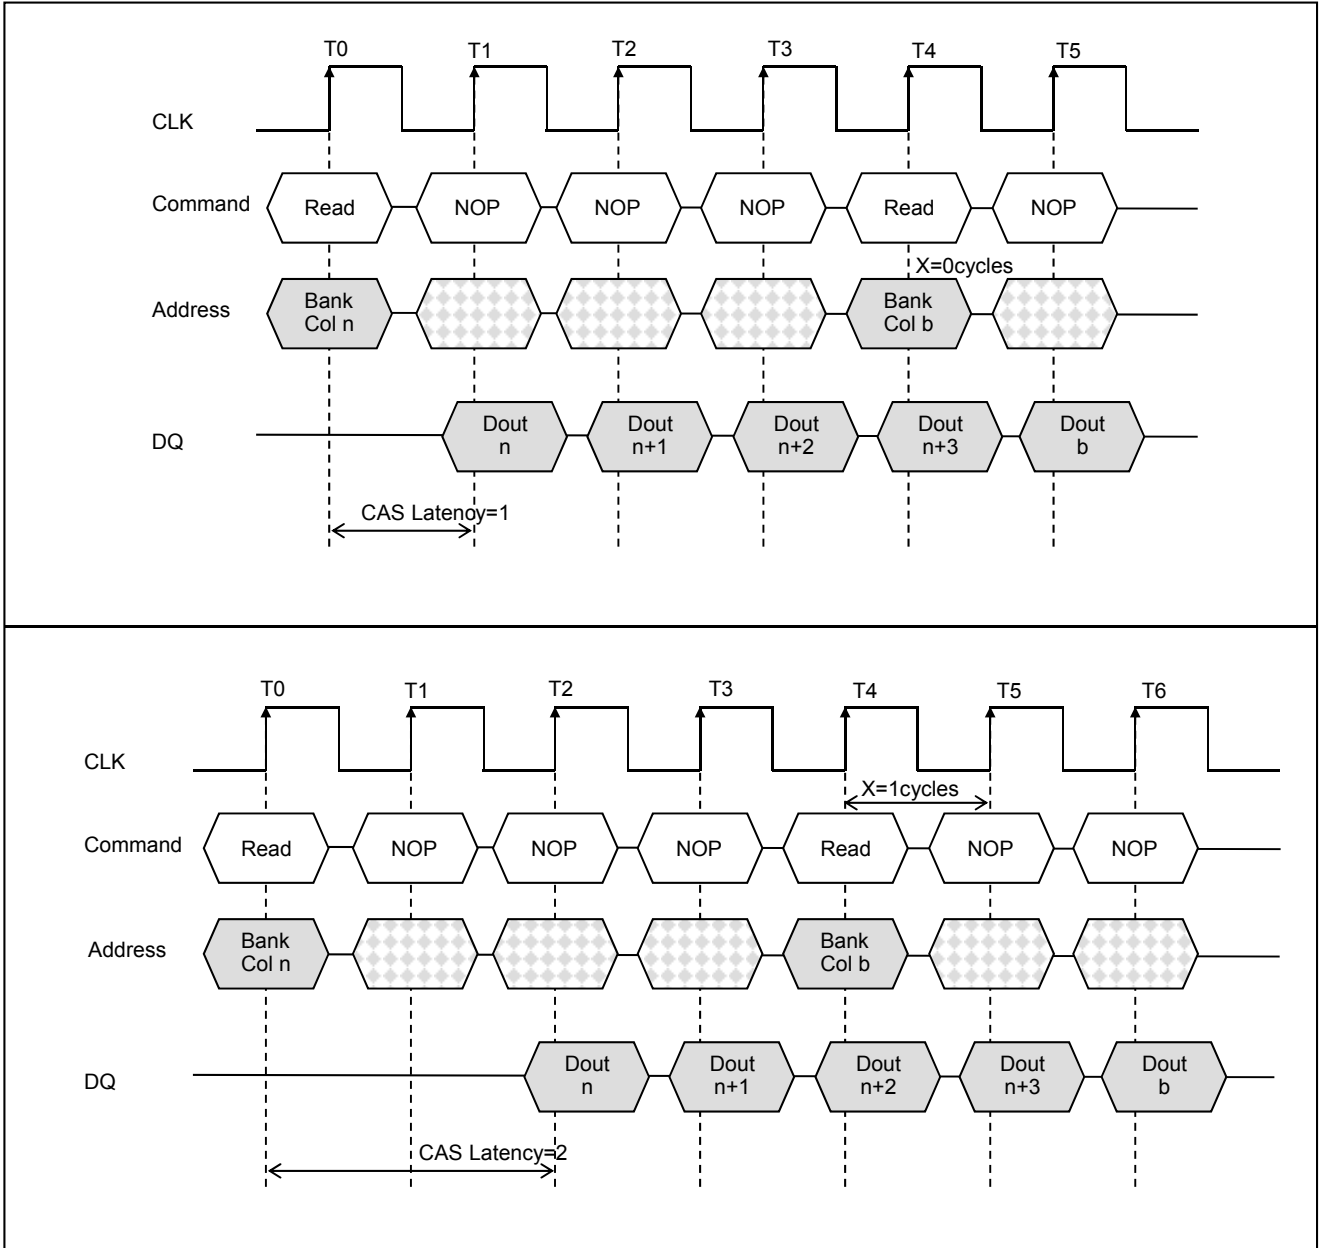 T0 T1 T2 T3 T4 T5
CLK
Command Read NOP NOP NOP Read NOP
X=0cycles
Address Bank Col n Bank Col b
DQ Dout n Dout n+1 Dout n+2 Dout n+3 Dout b
CAS Latency=1
T0 T1 T2 T3 T4 T5 T6
CLK
X=1cycles
Command Read NOP NOP NOP Read NOP NOP
Address Bank Col n Bank Col b
DQ Dout n Dout n+1 Dout n+2 Dout n+3 Dout b
CAS Latency=2